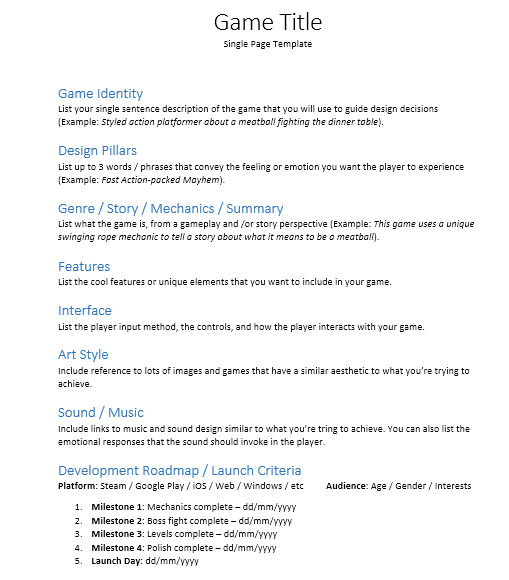 Game Title
Single Page Template
Game Identity
List your single sentence description of the game that you will use to guide design decisions
(Example: Styled action platformer about a meatball fighting the dinner table).
Design Pillars
List up to 3 words / phrases that convey the feeling or emotion you want the player to experience
(Example: Fast Action-packed Mayhem).
Genre / Story / Mechanics / Summary
List what the game is, from a gameplay and /or story perspective (Example: This game uses a unique
swinging rope mechanic to tell a story about what it means to be a meatball).
Features
List the cool features or unique elements that you want to include in your game.
Interface
List the player input method, the controls, and how the player interacts with your game.
Art Style
Include reference to lots of images and games that have a similar aesthetic to what you're trying to
achieve.
Sound / Music
Include links to music and sound design similar to what you're tring to achieve. You can also list the
emotional responses that the sound should invoke in the player.
Development Roadmap / Launch Criteria
Platform: Steam / Google Play / iOS / Web / Windows / etc Audience: Age / Gender / Interests
1. Milestone 1: Mechanics complete – dd/mm/yyyy
2. Milestone 2: Boss fight complete – dd/mm/yyyy
3. Milestone 3: Levels complete – dd/mm/yyyy
4. Milestone 4: Polish complete – dd/mm/yyyy
5. Launch Day: dd/mm/yyyy